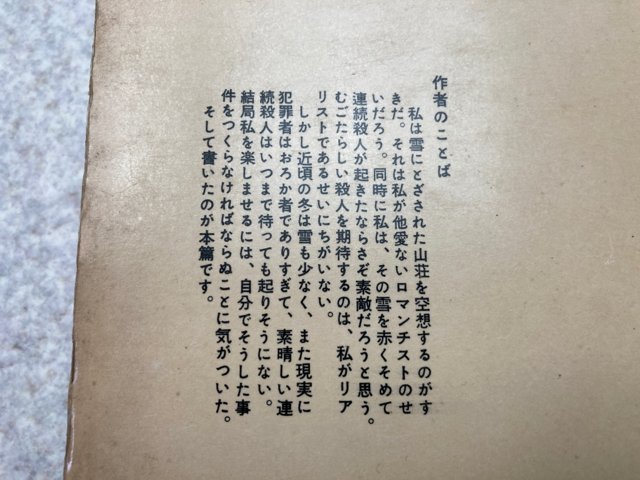 作者のことば
私は雪にとざされた山荘を空想するのがす
きだ。それは私が他愛ないロマンチストのせ
いだろう。同時に私は、その雪を赤くそめて
連続殺人が起きたならさぞ素敵だろうと思う。
むごたらしい殺人を期待するのは、私がリア
リストであるせいにちがいない。
しかし近頃の冬は雪も少なく、また現実に
犯罪者はおろか者でありすぎて、素晴しい連
続殺人はいつまで待っても起りそうにない。
結局私を楽しませるには、自分でそうした事
件をつくらなければならぬことに気がついた。
そして書いたのが本篇です。